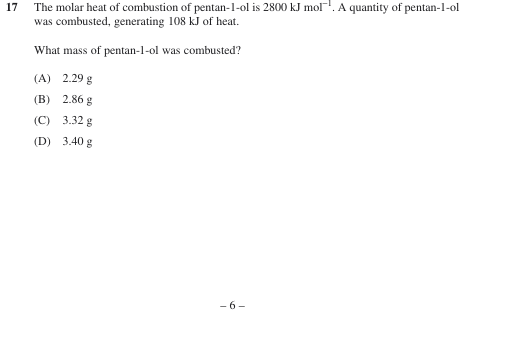 17 The molar heat of combustion of pentan-1-ol is 2800 kJ mol⁻¹. A quantity of pentan-1-ol
was combusted, generating 108 kJ of heat.
What mass of pentan-1-ol was combusted?
(A) 2.29 g
(B) 2.86 g
(C) 3.32 g
(D) 3.40 g
– 6 –